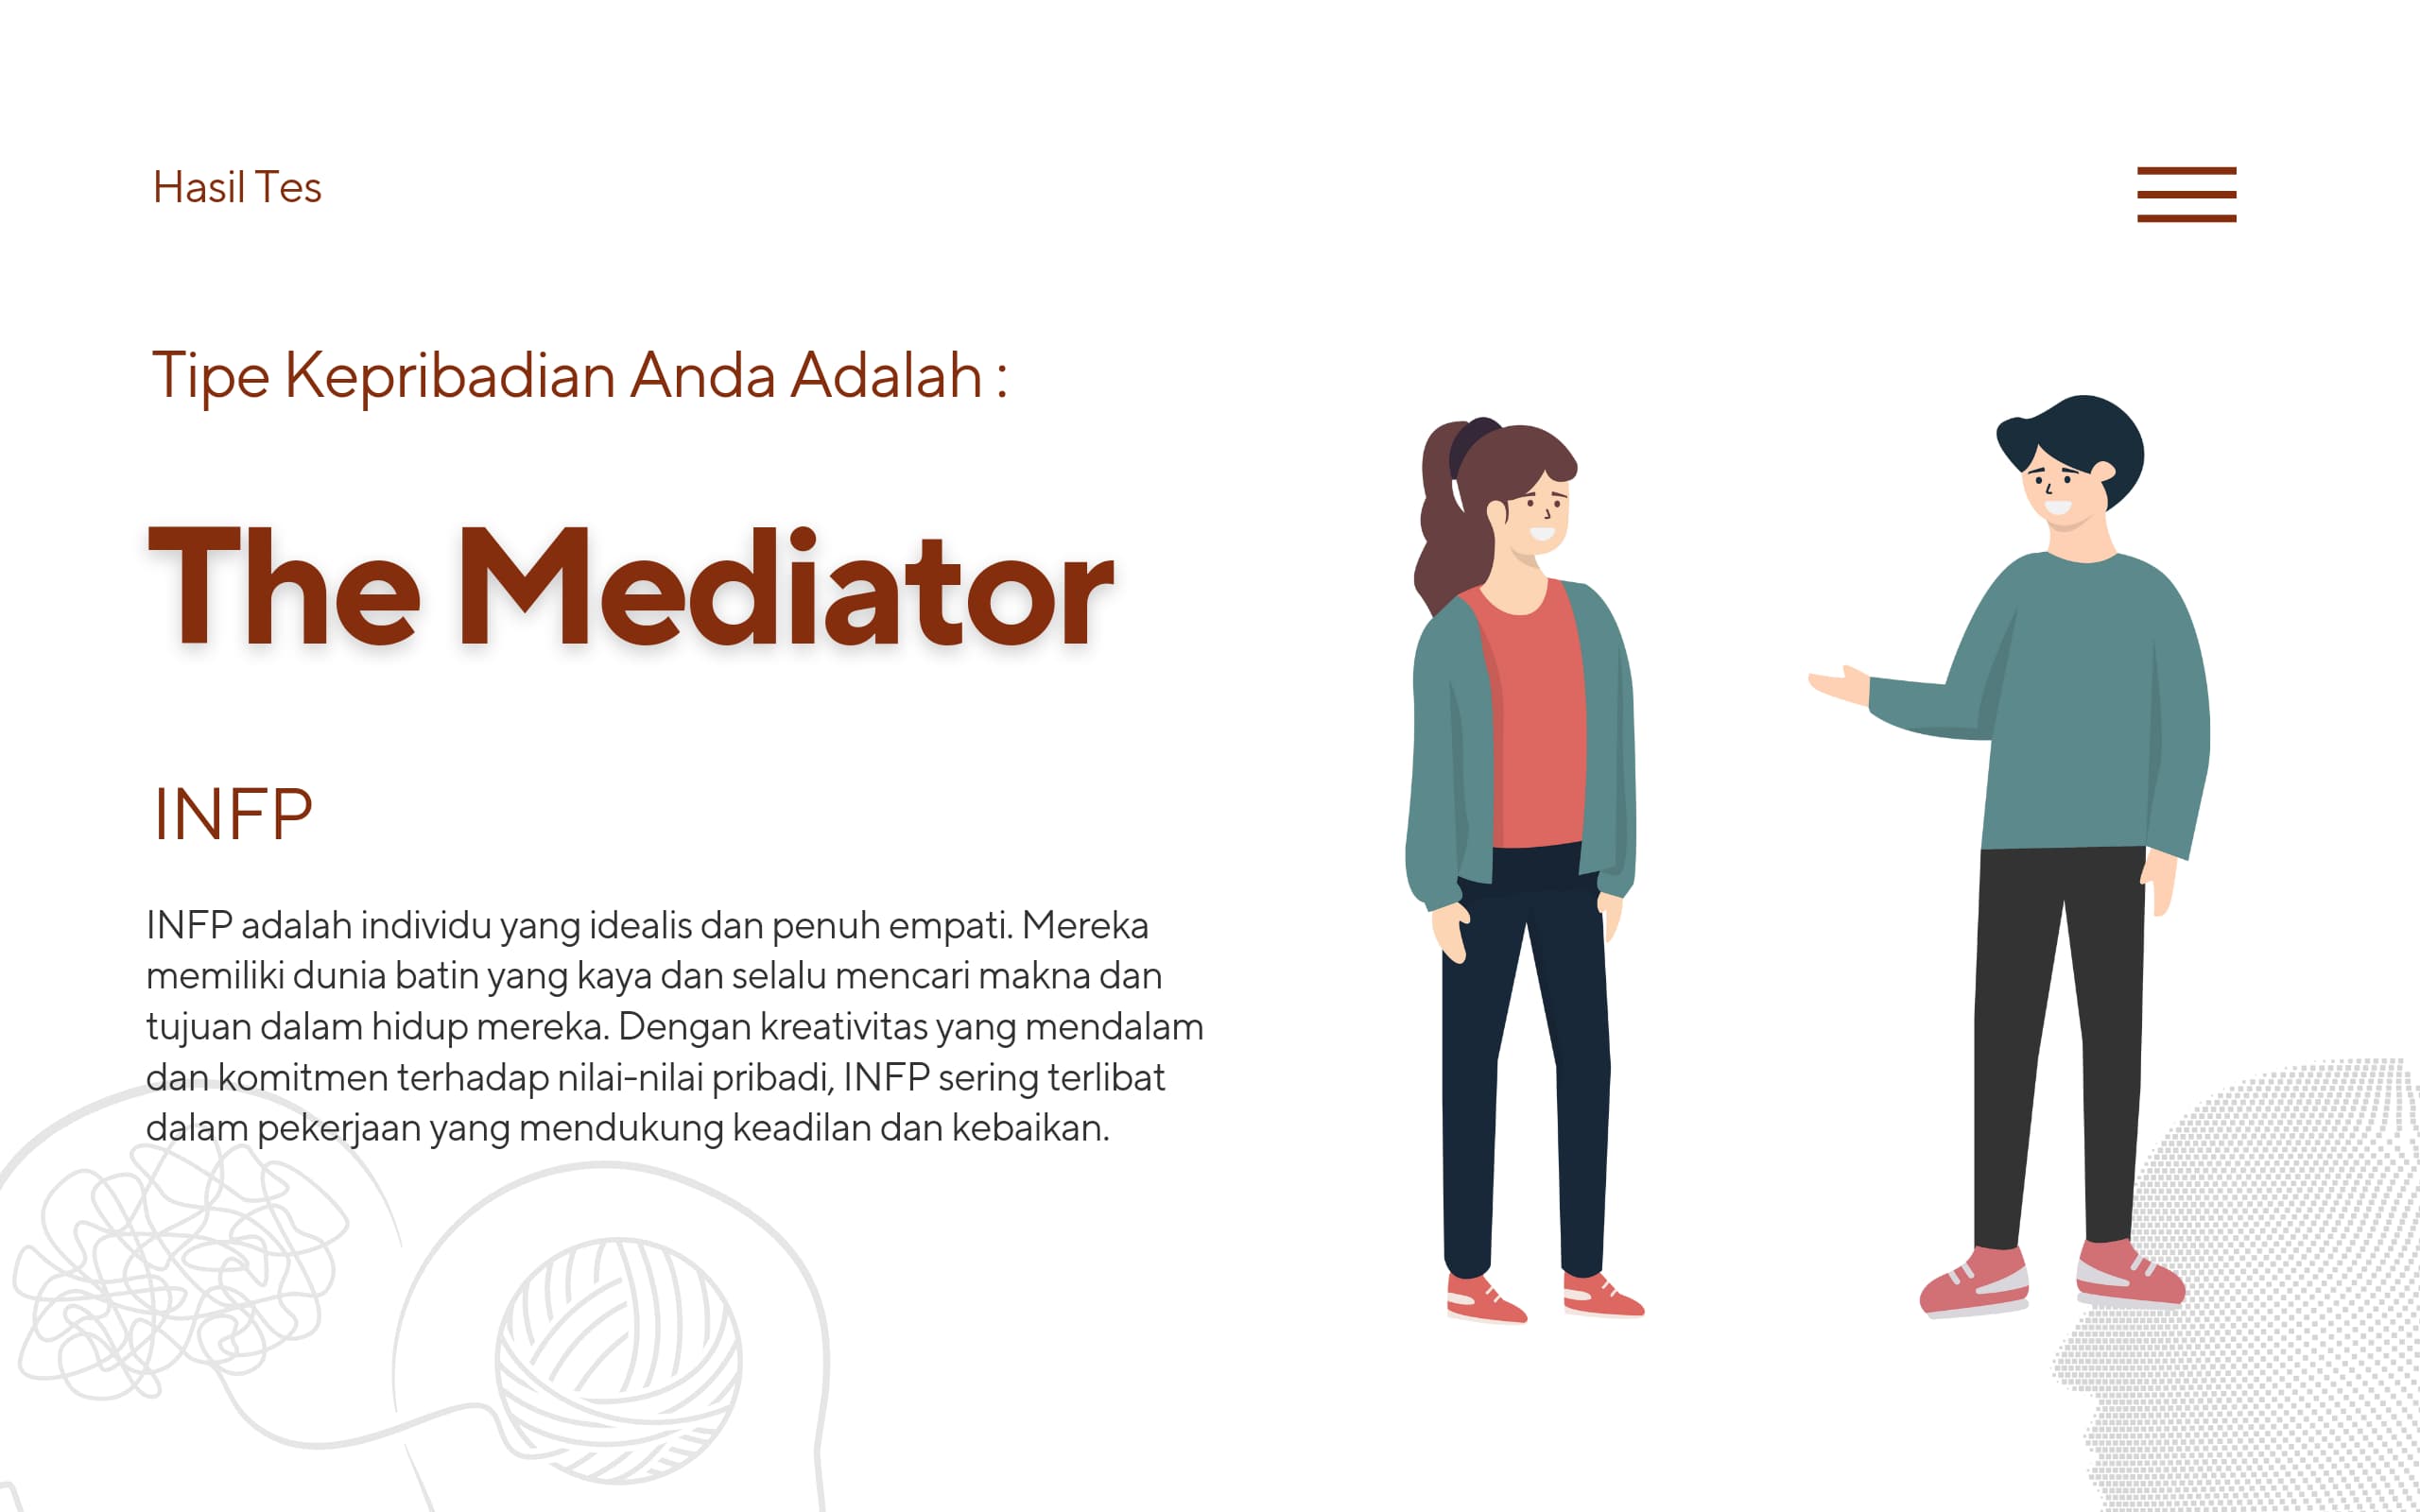 Hasil Tes
Tipe Kepribadian Anda Adalah :
The Mediator
INFP
INFP adalah individu yang idealis dan penuh empati. Mereka
memiliki dunia batin yang kaya dan selalu mencari makna dan
tujuan dalam hidup mereka. Dengan kreativitas yang mendalam
dan komitmen terhadap nilai-nilai pribadi, INFP sering terlibat
dalam pekerjaan yang mendukung keadilan dan kebaikan.